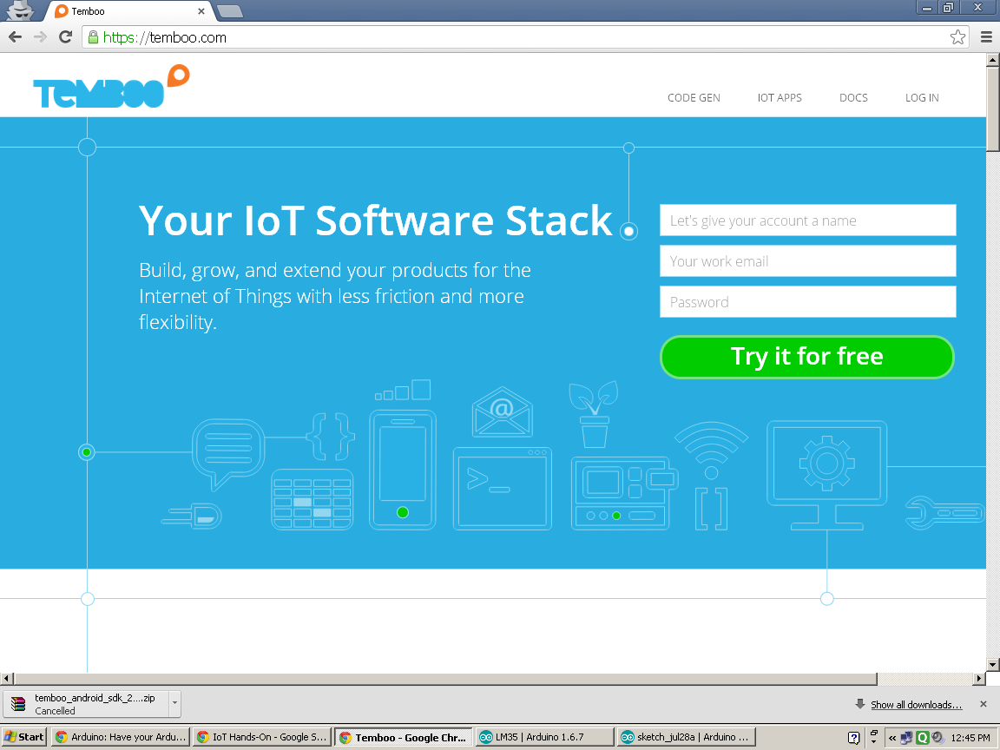 Temboo
https://temboo.com
TEMBOO
CODE GEN
IOT APPS
DOCS
LOG IN
Your IoT Software Stack
Build, grow, and extend your products for the
Internet of Things with less friction and more
flexibility.
Let's give your account a name
Your work email
Password
Try it for free
@
>_
temboo_android_sdk_2....zip
Cancelled
Show all downloads...
Start
Arduino: Have your Ardu...
IoT Hands-On - Google S...
Temboo - Google Chr...
LM35 | Arduino 1.6.7
sketch_jul28a | Arduino ...
12:45 PM